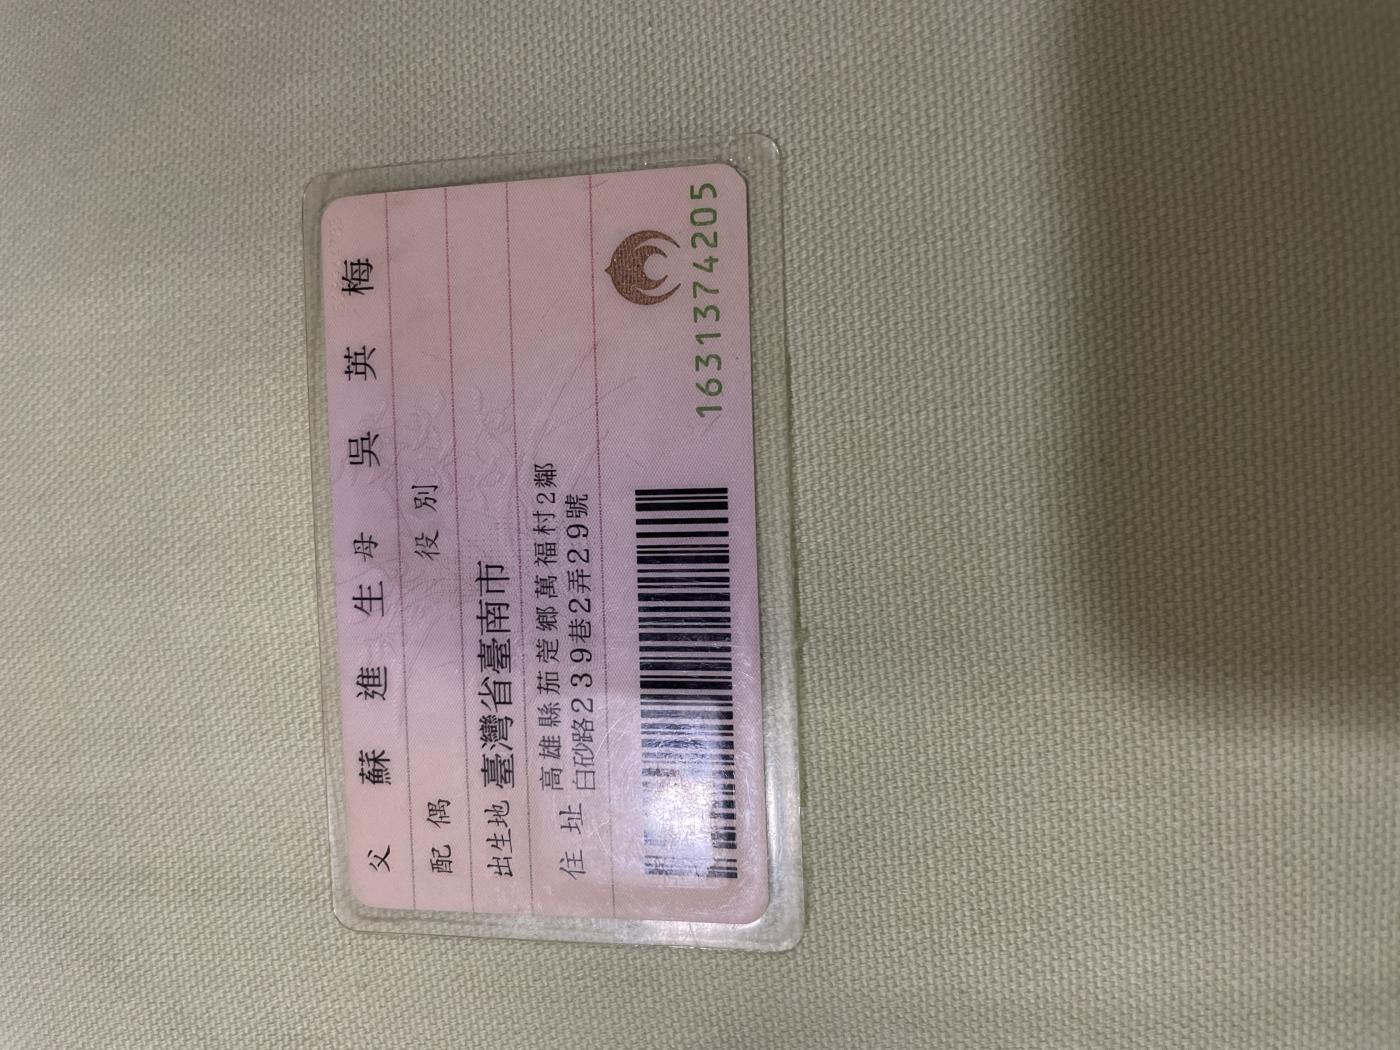 父 蘇進生 母 吳英梅
配偶 役別
出生地 臺灣省臺南市
住址 高雄縣茄萣鄉萬福村2鄰
白砂路239巷2弄29號
1631374205